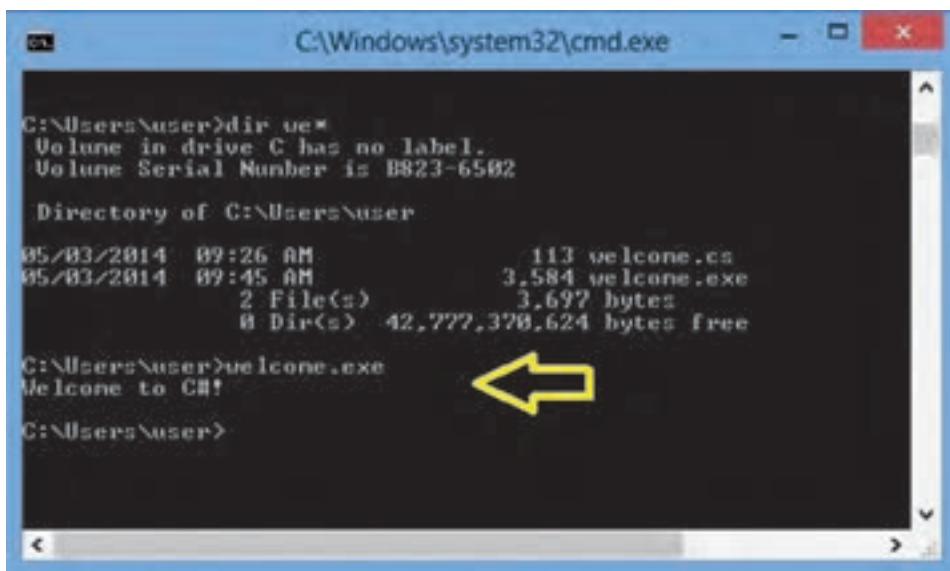 C:\Windows\system32\cmd.exe
C:\Users\user>dir we*
Volume in drive C has no label.
Volume Serial Number is B823-6502
Directory of C:\Users\user
05/03/2014 09:26 AM 113 welcome.cs
05/03/2014 09:45 AM 3,584 welcome.exe
2 File(s) 3,697 bytes
0 Dir(s) 42,777,370,624 bytes free
C:\Users\user>welcome.exe
Welcome to C#!
C:\Users\user>